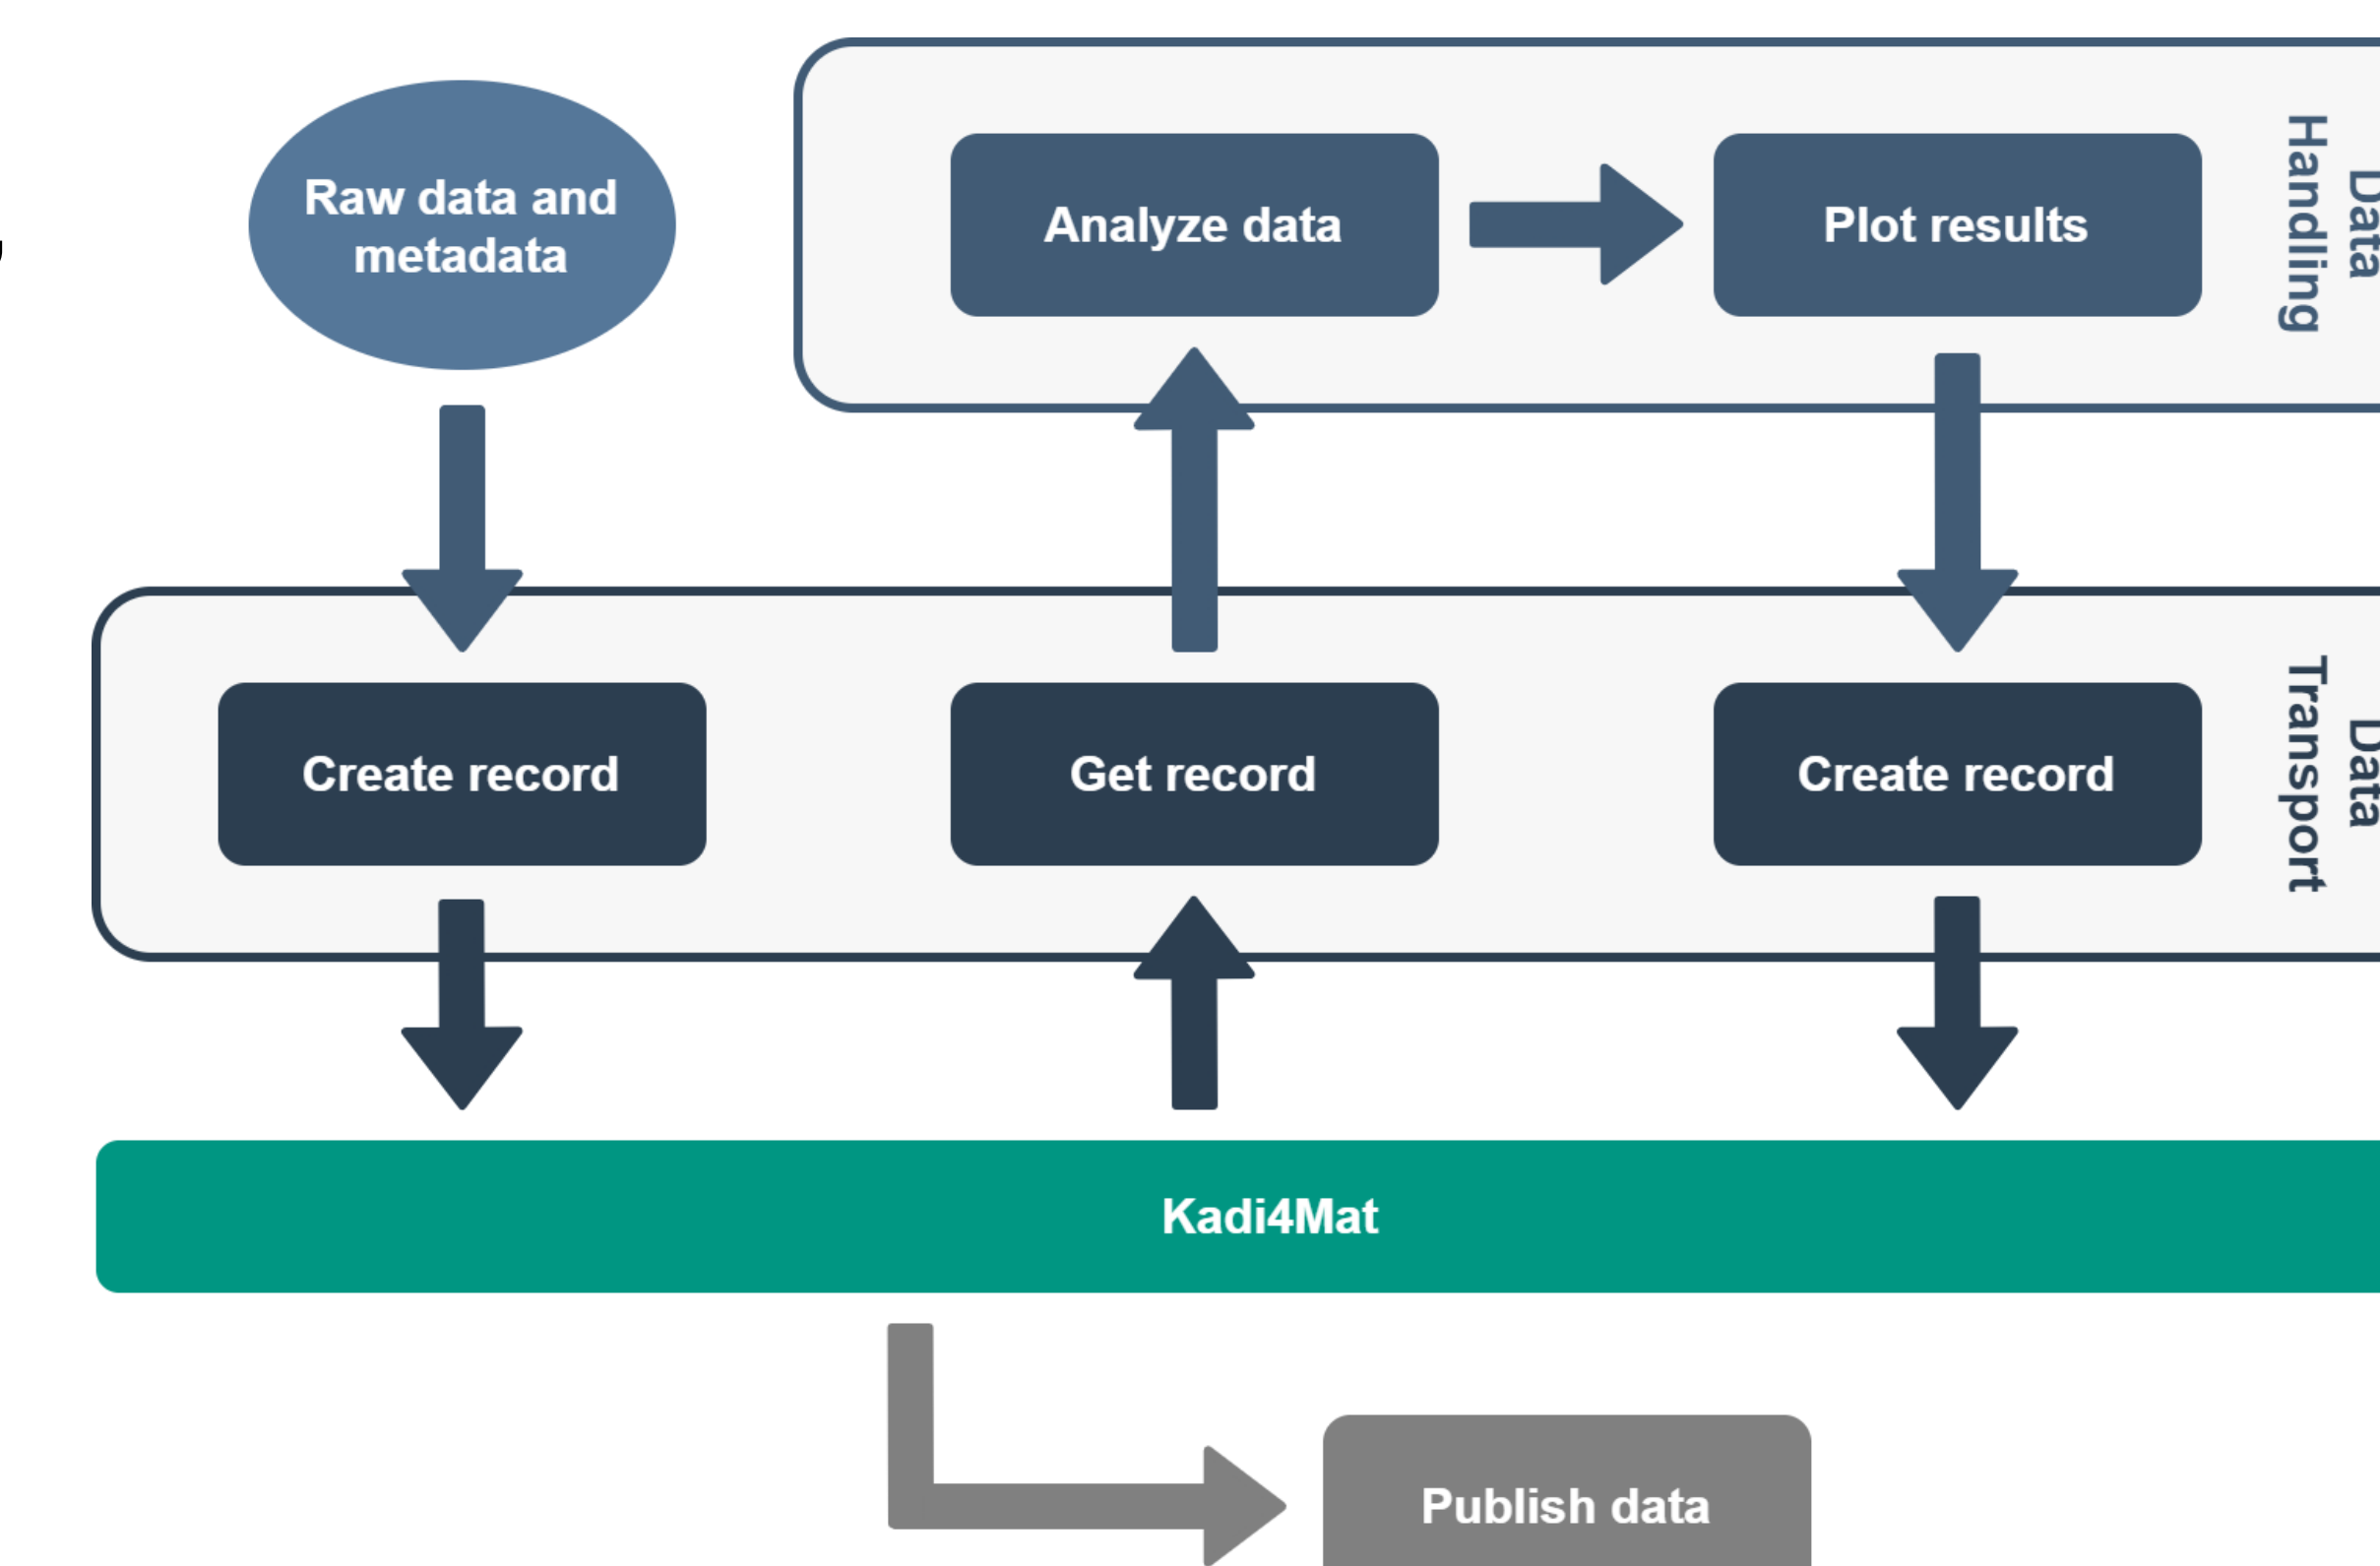 Raw data and
metadata
Analyze data
Plot results
Data
Handling
Create record
Get record
Create record
Data
Transport
Kadi4Mat
Publish data